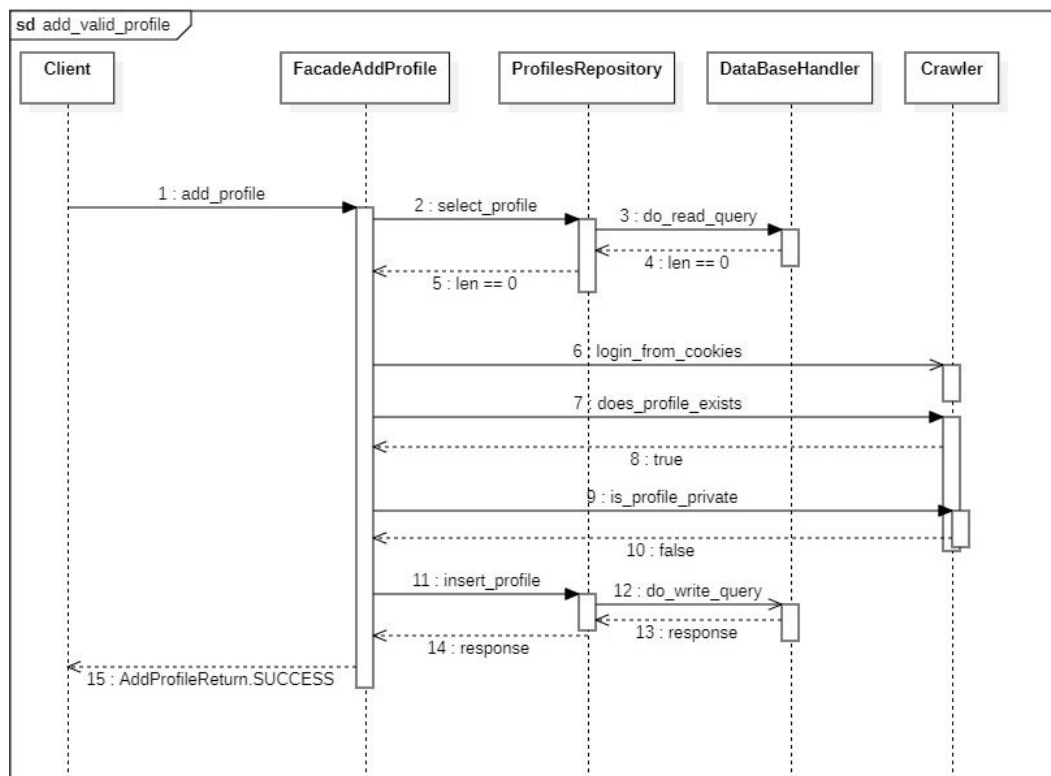 sd add_valid_profile
Client
FacadeAddProfile
ProfilesRepository
DataBaseHandler
Crawler
1 : add_profile
2 : select_profile
3 : do_read_query
4 : len == 0
5 : len == 0
6 : login_from_cookies
7 : does_profile_exists
8 : true
9 : is_profile_private
10 : false
11 : insert_profile
12 : do_write_query
13 : response
14 : response
15 : AddProfileReturn.SUCCESS